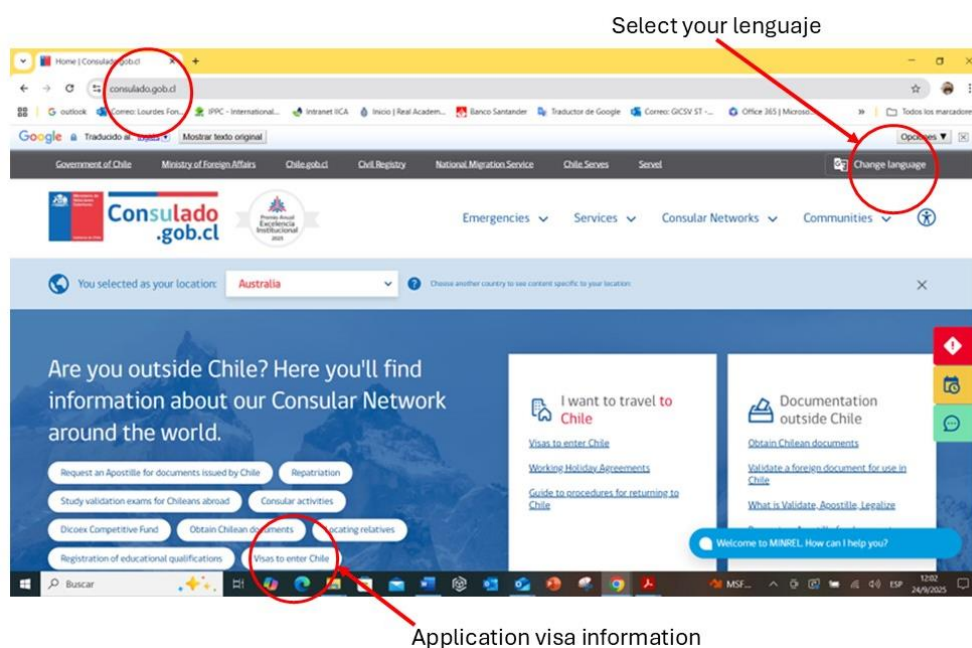 Select your lenguaje
Home | Consulado.gob.cl
consulado.gob.cl
outlook Correo: Lourdes Fon... IPPC - International... Intranet IICA Inicio | Real Academ... Banco Santander Traductor de Google Correo: GICSV ST -... Office 365 | Microso... » Todos los marcadores
Google Traducido al: Inglés Mostrar texto original Opciones ▼
Government of Chile Ministry of Foreign Affairs Chile.gob.cl Civil Registry National Migration Service Chile Serves Servel Change language
Consulado
.gob.cl
Premio Anual
Excelencia
Institucional
Emergencies Services Consular Networks Communities
You selected as your location: Australia Choose another country to see content specific to your location
Are you outside Chile? Here you'll find
information about our Consular Network
around the world.
Request an Apostille for documents issued by Chile Repatriation
Study validation exams for Chileans abroad Consular activities
Dicoex Competitive Fund Obtain Chilean documents Locating relatives
Registration of educational qualifications Visas to enter Chile
I want to travel to
Chile
Visas to enter Chile
Working Holiday Agreements
Guide to procedures for returning to
Chile
Documentation
outside Chile
Obtain Chilean documents
Validate a foreign document for use in
Chile
What is Validate, Apostille, Legalize
Welcome to MINREL. How can I help you?
Buscar MSF... ESP 12:02
24/9/2025
Application visa information